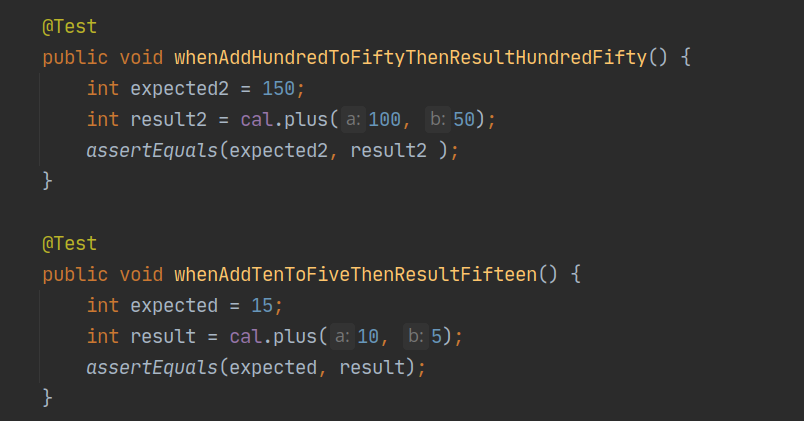 @Test
public void whenAddHundredToFiftyThenResultHundredFifty() {
int expected2 = 150;
int result2 = cal.plus( a: 100, b: 50);
assertEquals(expected2, result2 );
}
@Test
public void whenAddTenToFiveThenResultFifteen() {
int expected = 15;
int result = cal.plus( a: 10, b: 5);
assertEquals(expected, result);
}